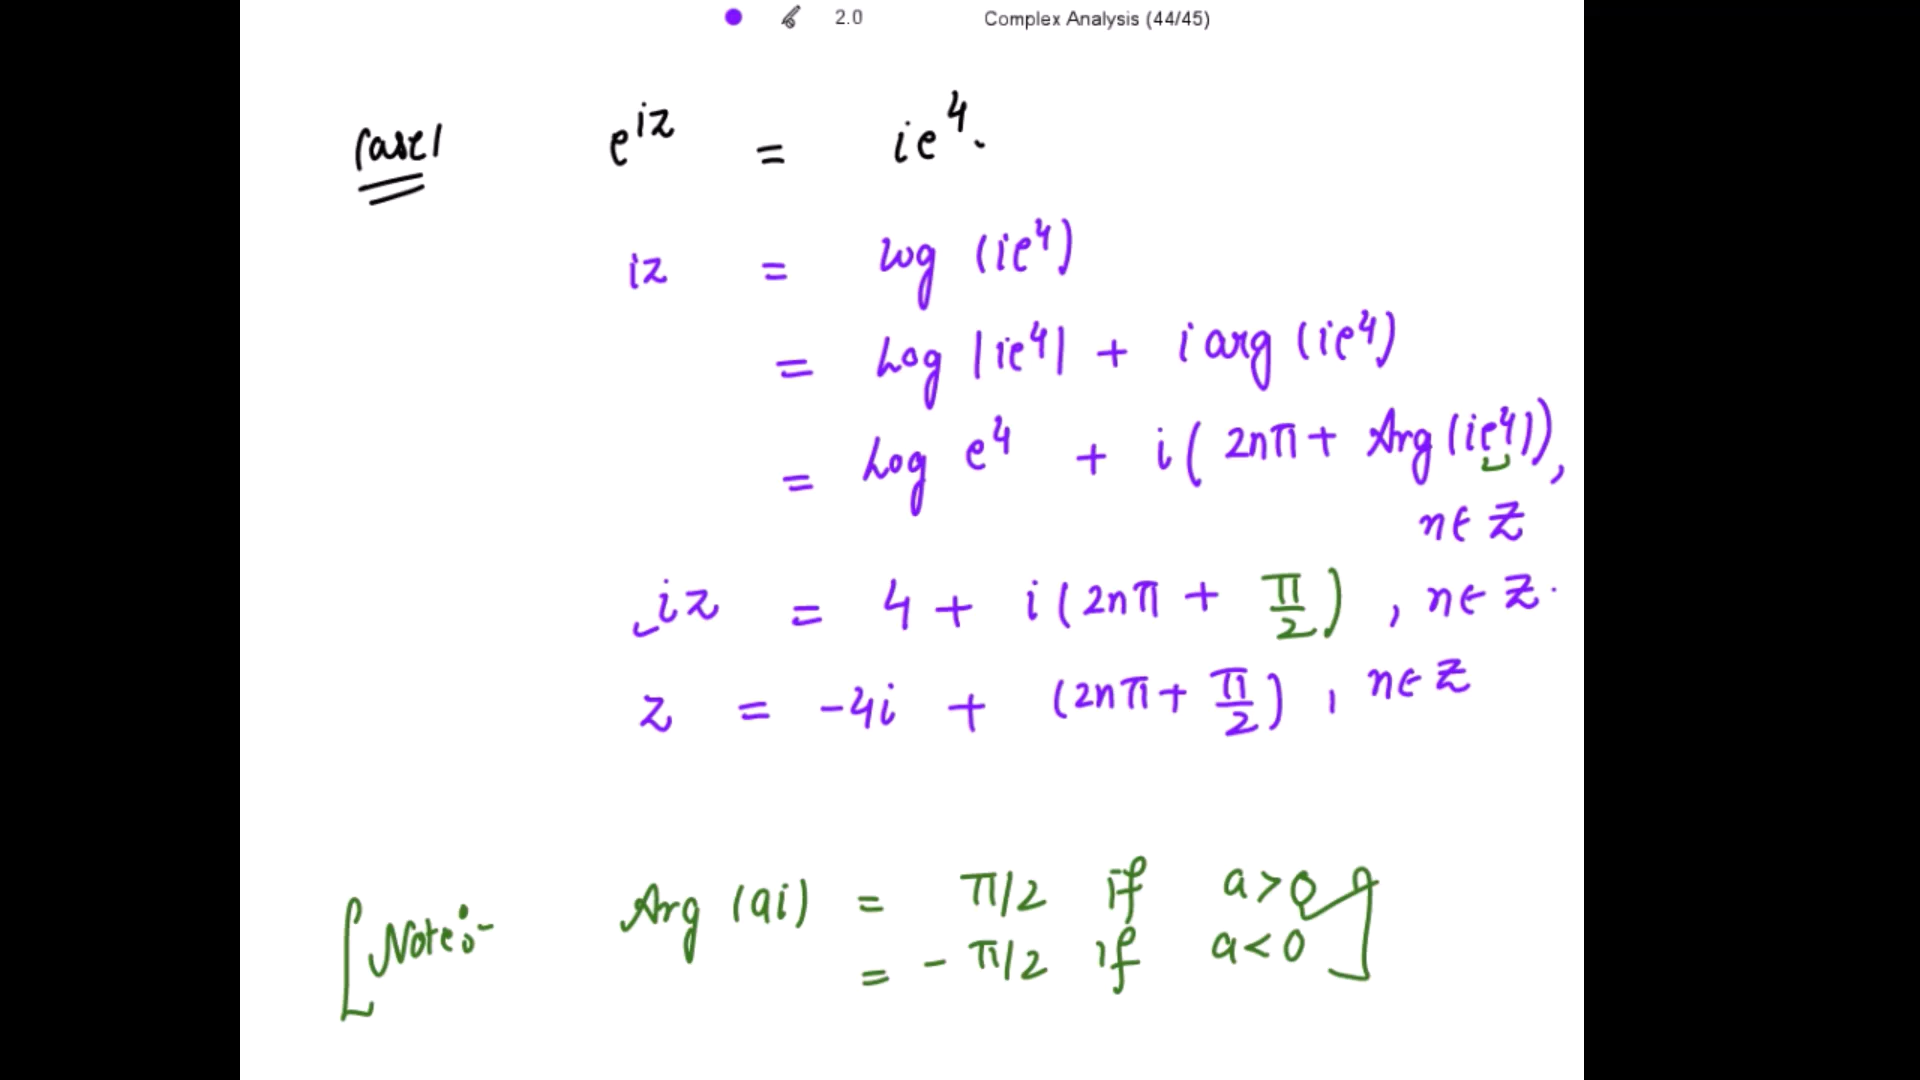 2.0 Complex Analysis (44/45)
Case 1 e^{iz} = ie^4.
iz = log (ie^4)
= Log |ie^4| + i arg (ie^4)
= Log e^4 + i( 2nπ + Arg (ie^4)),
n ∈ Z
iz = 4 + i (2nπ + π/2) , n ∈ Z.
z = -4i + (2nπ + π/2) , n ∈ Z
[Note:- Arg (ai) = π/2 if a > 0
= - π/2 if a < 0 ]